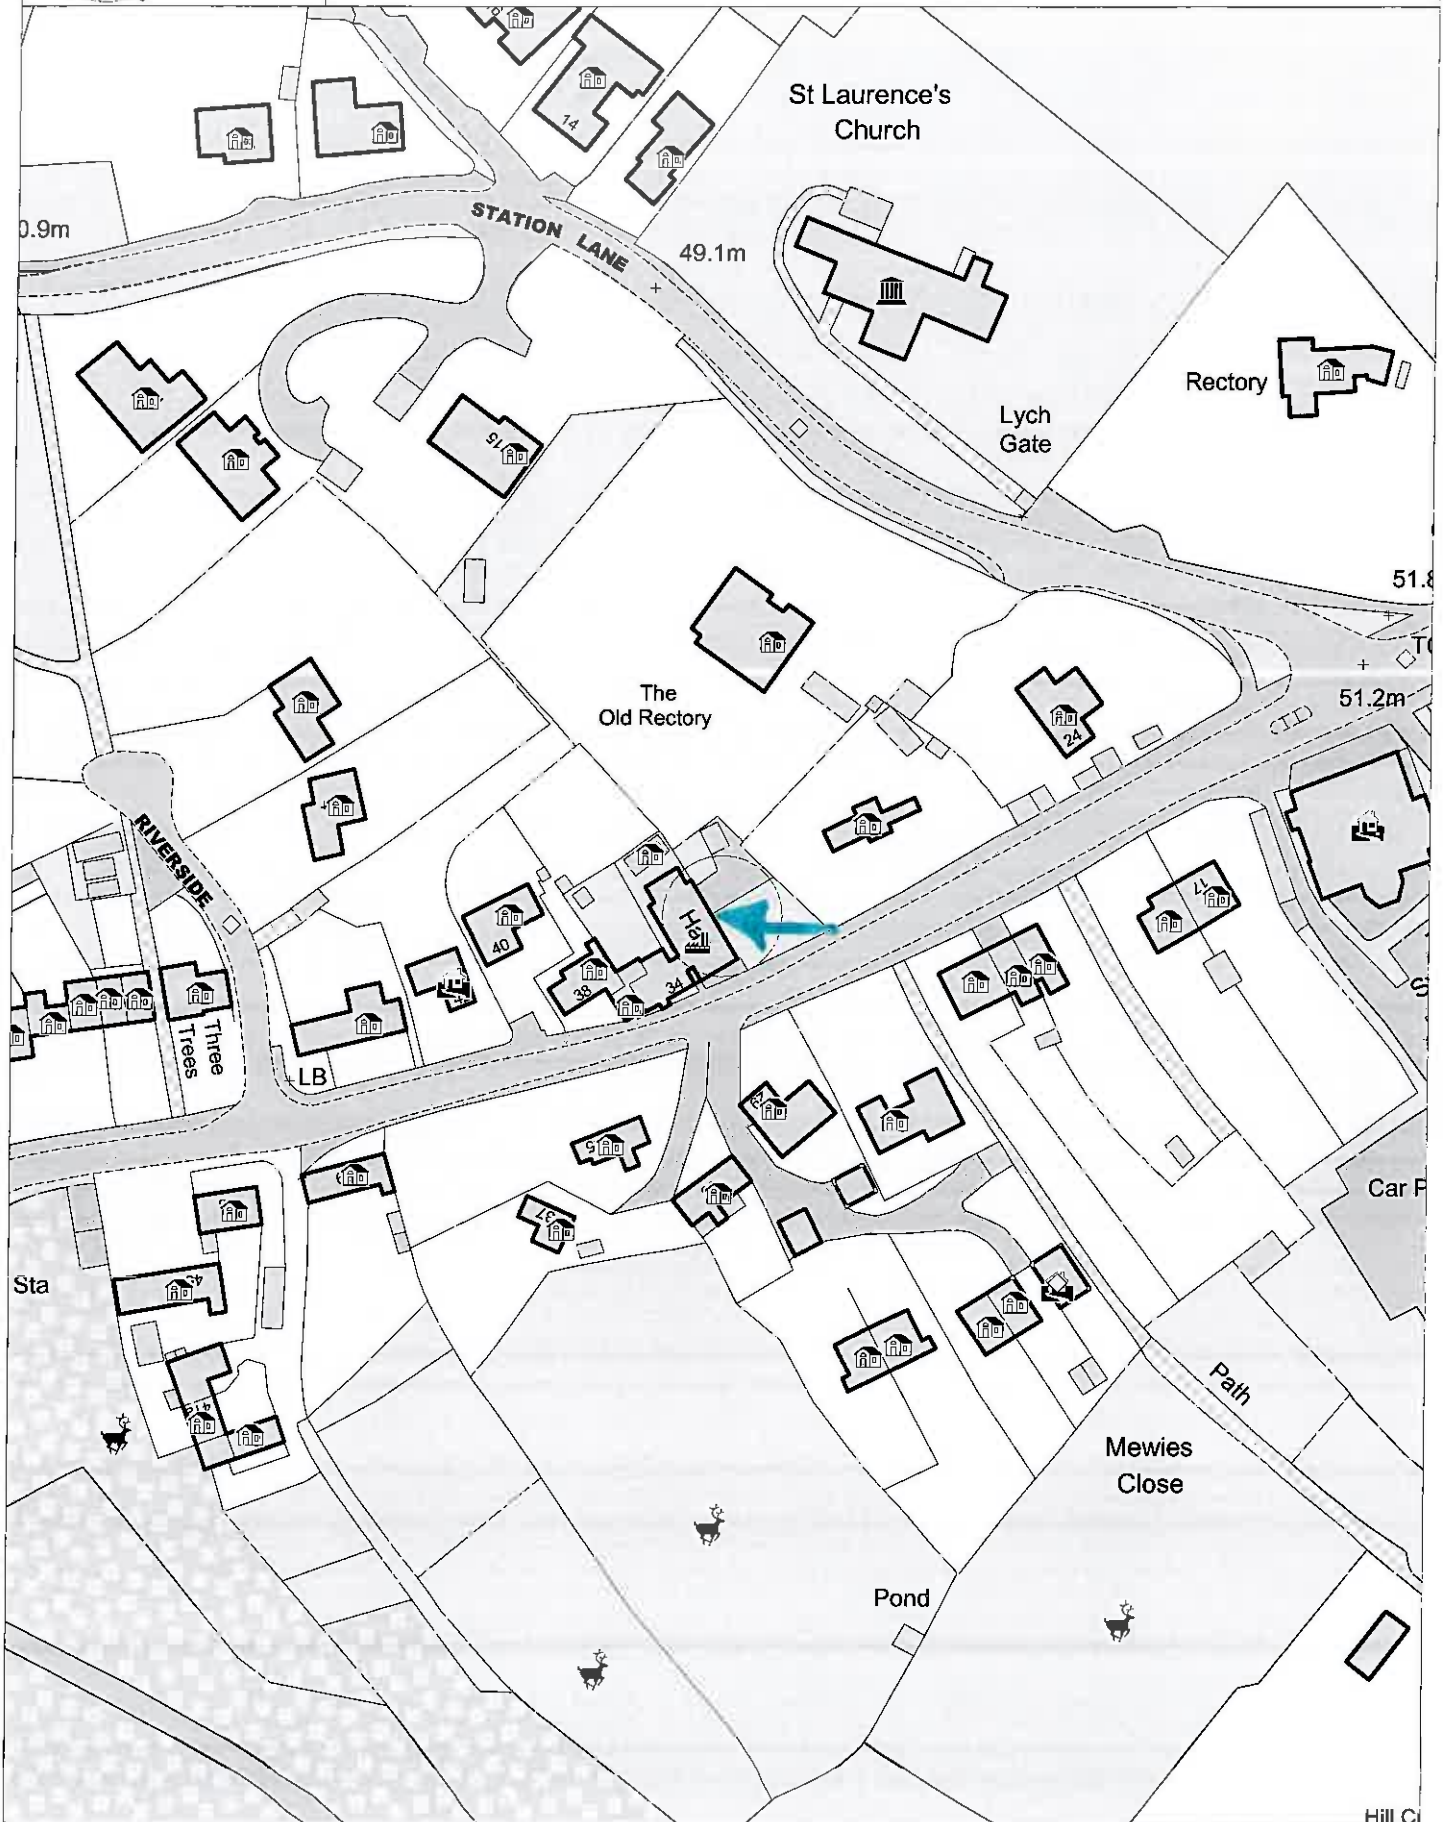 14
St Laurence's
Church
0.9m
STATION LANE
49.1m
Rectory
Lych
Gate
15
51.8
51.2m
The
Old Rectory
24
RIVERSIDE
17
40
Hall
38
34
Three
Trees
LB
Car P
37
Sta
Path
Mewies
Close
Pond
Hill Cr